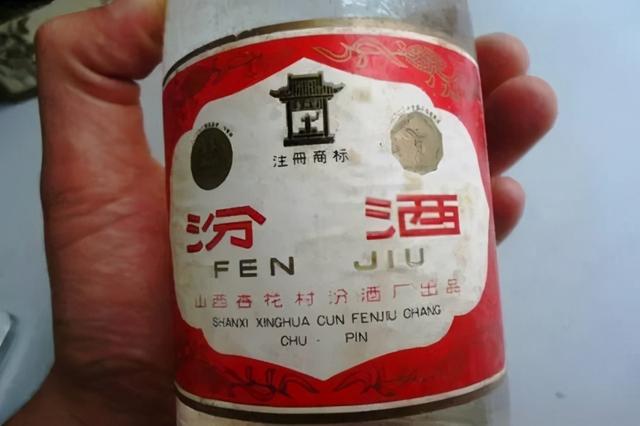 注册商标
汾 酒
FEN JIU
山西杏花村汾酒厂出品
SHANXI XINGHUA CUN FENJIU CHANG
CHU · PIN